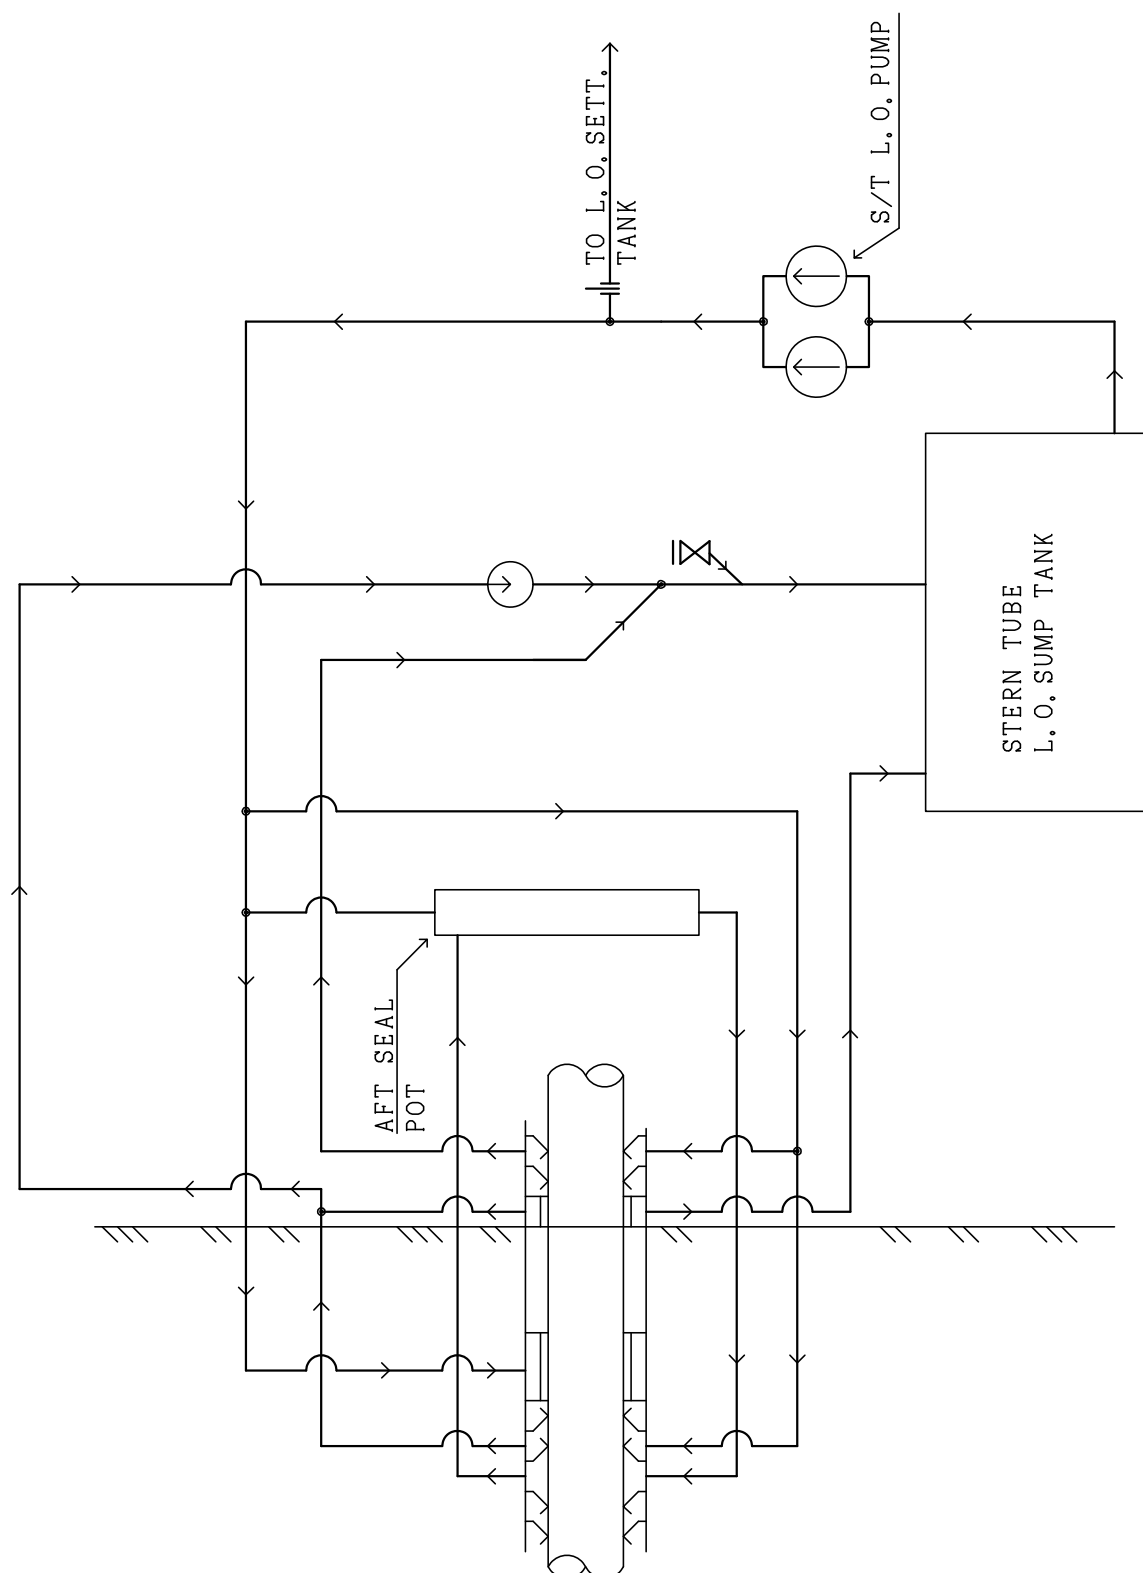 TO L.O.SETT.
TANK
S/T L.O.PUMP
STERN TUBE
L.O.SUMP TANK
AFT SEAL
POT